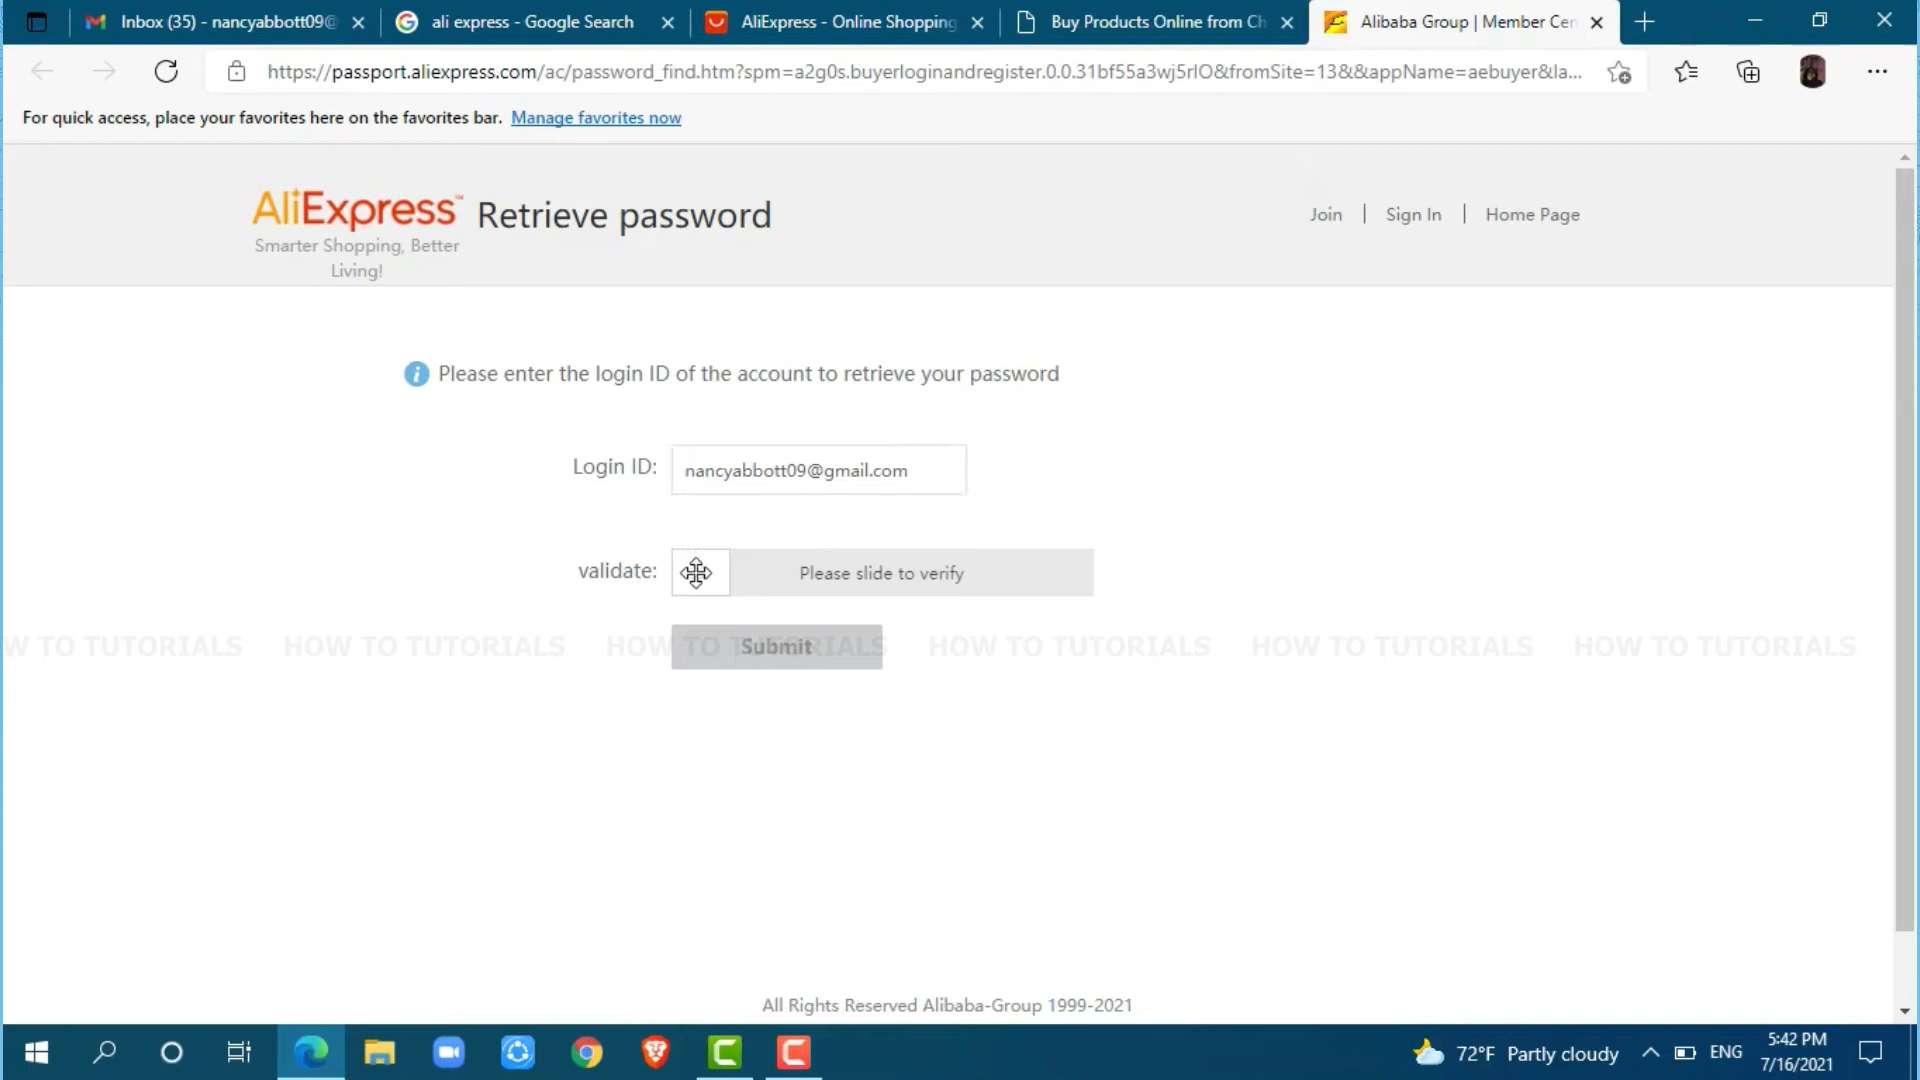 Inbox (35) - nancyabbott09@
ali express - Google Search
AliExpress - Online Shopping
Buy Products Online from Ch
Alibaba Group | Member Cen
https://passport.aliexpress.com/ac/password_find.htm?spm=a2g0s.buyerloginandregister.0.0.31bf55a3wj5rlO&fromSite=13&&appName=aebuyer&la...
For quick access, place your favorites here on the favorites bar. Manage favorites now
AliExpress™ Retrieve password
Smarter Shopping, Better
Living!
Join | Sign In | Home Page
Please enter the login ID of the account to retrieve your password
Login ID: nancyabbott09@gmail.com
validate: Please slide to verify
Submit
W TO TUTORIALS HOW TO TUTORIALS HOW TO TUTORIALS HOW TO TUTORIALS HOW TO TUTORIALS HOW TO TUTORIALS
All Rights Reserved Alibaba-Group 1999-2021
72°F Partly cloudy
ENG
5:42 PM
7/16/2021